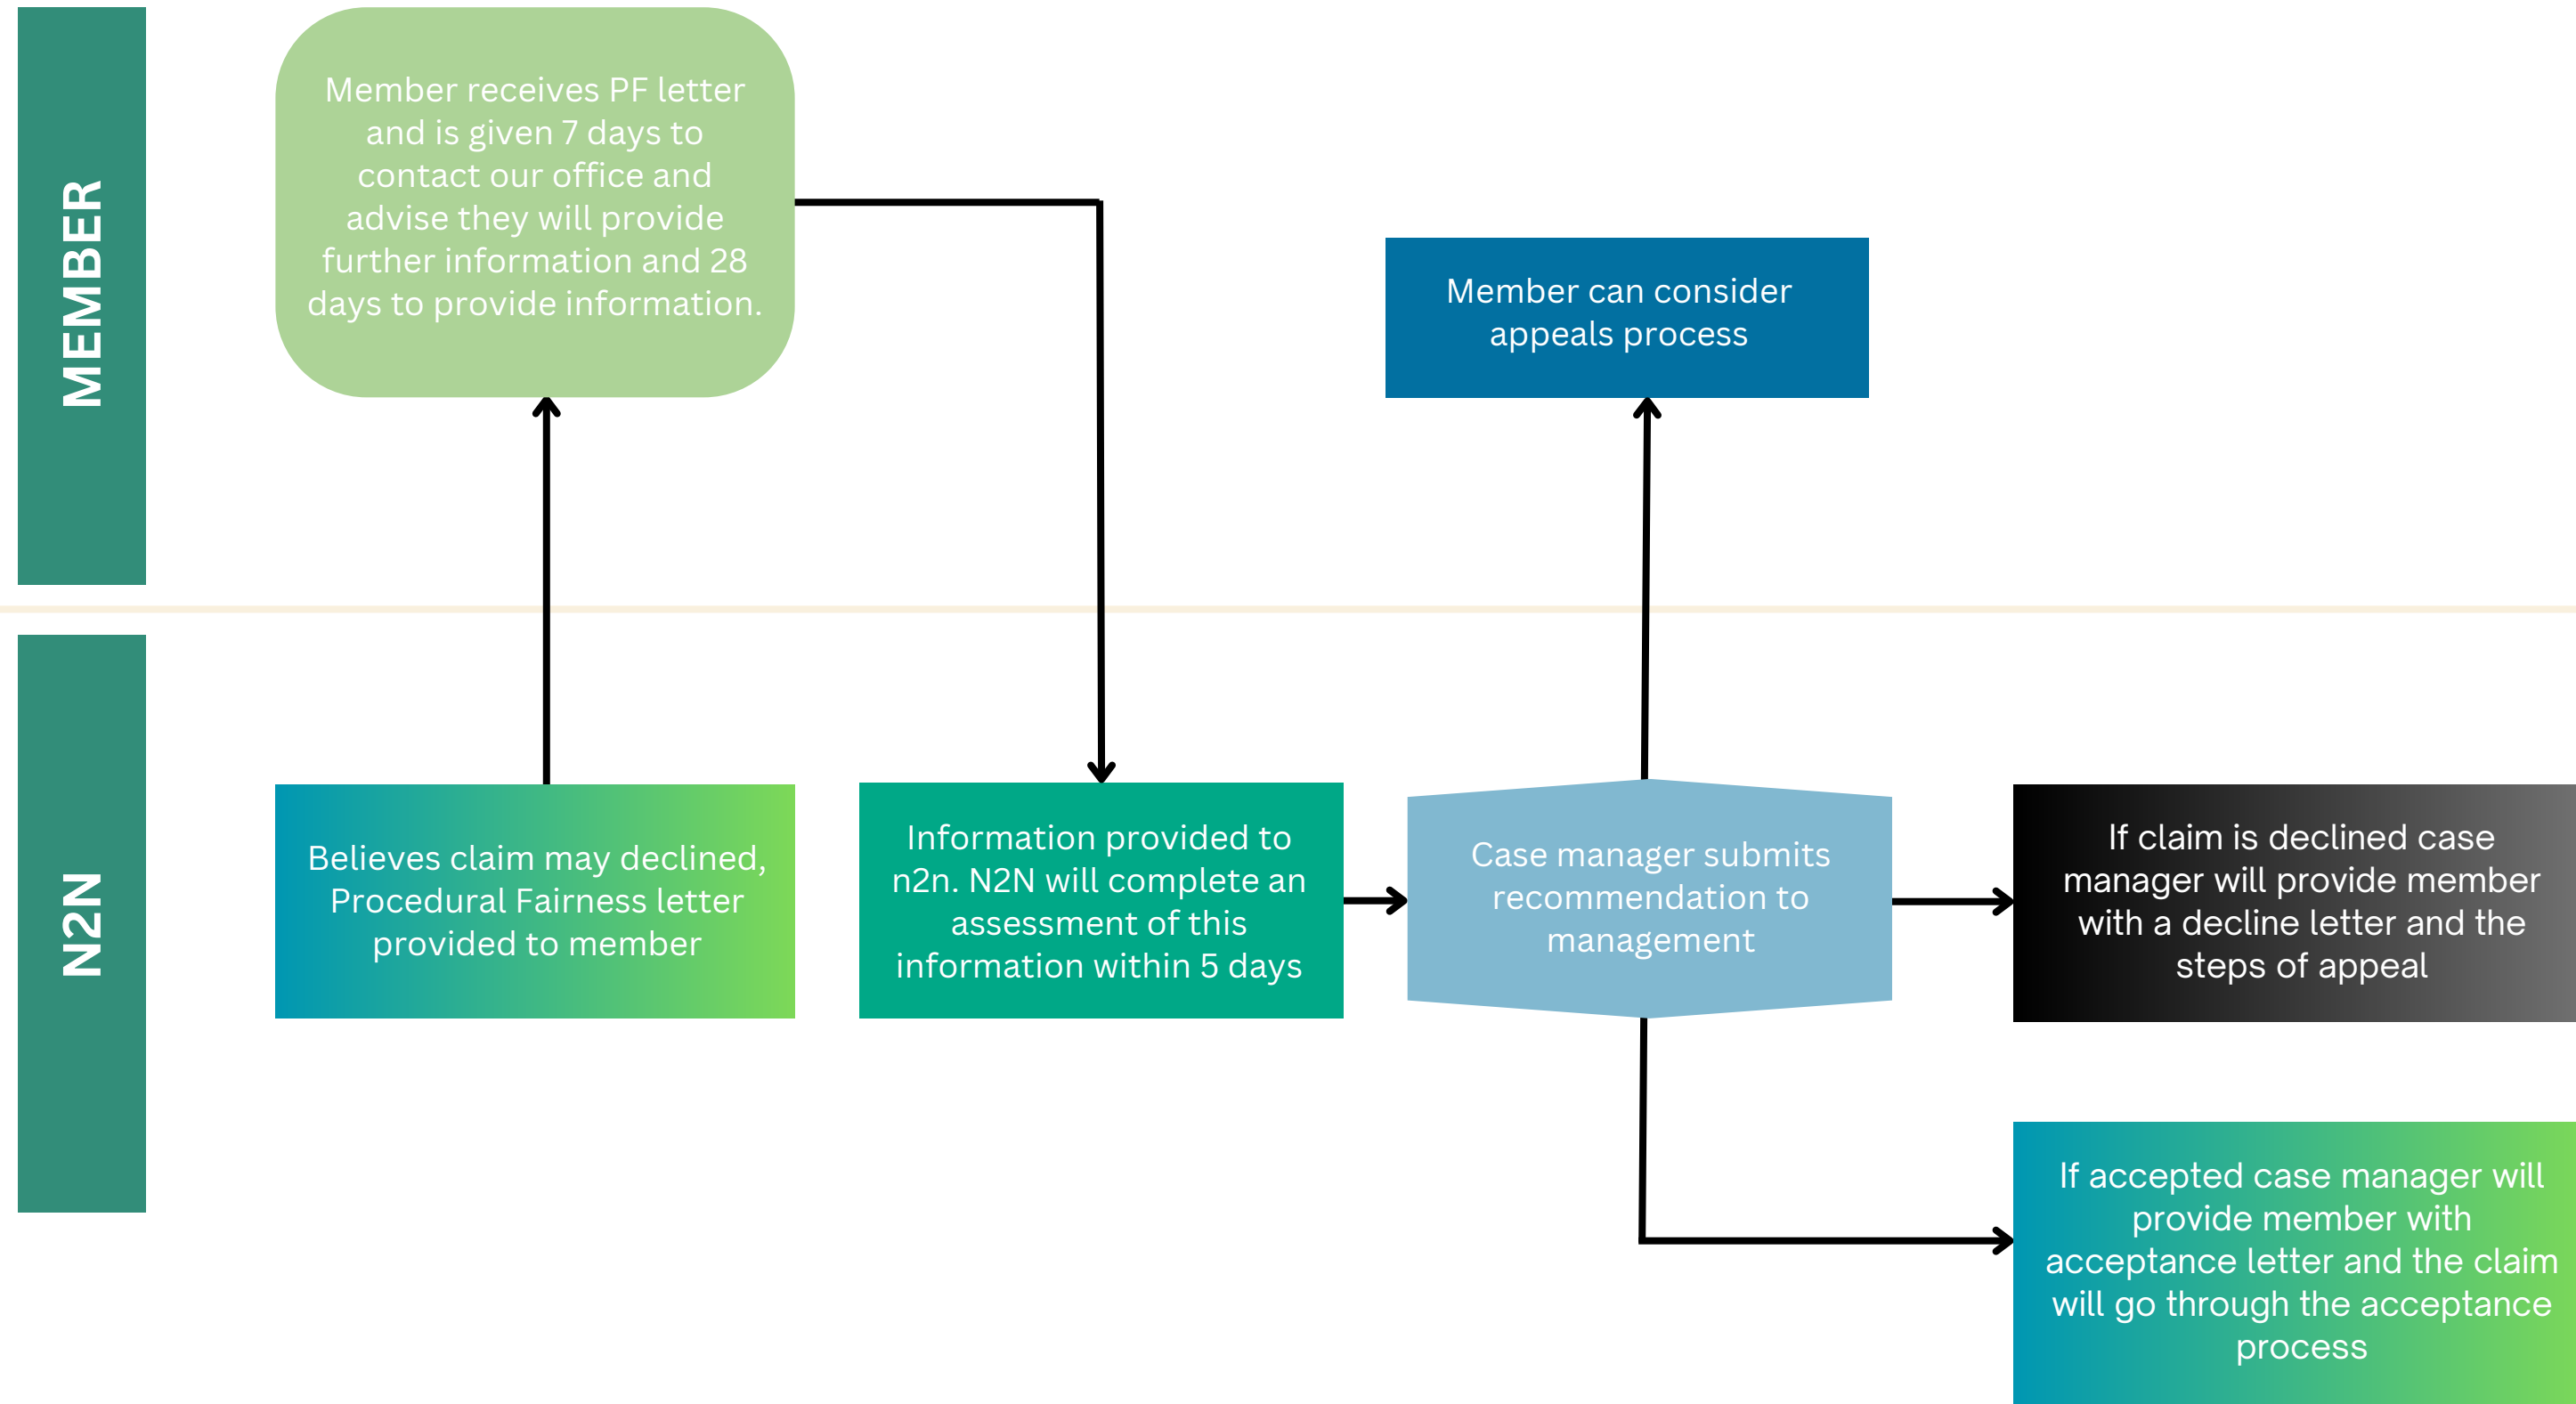 MEMBER
Member receives PF letter
and is given 7 days to
contact our office and
advise they will provide
further information and 28
days to provide information.
Member can consider
appeals process
N2N
Believes claim may declined,
Procedural Fairness letter
provided to member
Information provided to
n2n. N2N will complete an
assessment of this
information within 5 days
Case manager submits
recommendation to
management
If claim is declined case
manager will provide member
with a decline letter and the
steps of appeal
If accepted case manager will
provide member with
acceptance letter and the claim
will go through the acceptance
process